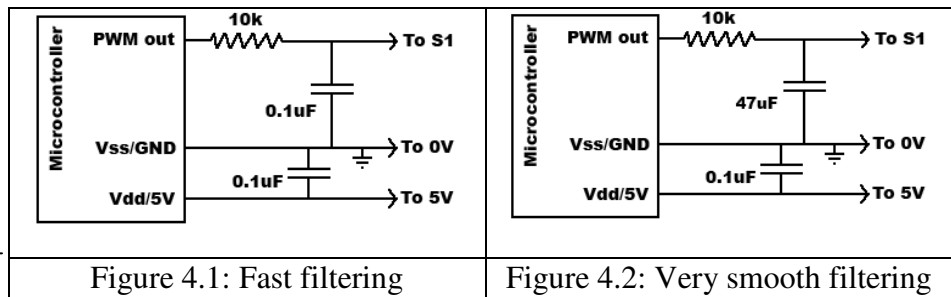 10k
PWM out
To S1
0.1uF
Microcontroller
Vss/GND
To 0V
0.1uF
Vdd/5V
To 5V
Figure 4.1: Fast filtering
10k
PWM out
To S1
47uF
Microcontroller
Vss/GND
To 0V
0.1uF
Vdd/5V
To 5V
Figure 4.2: Very smooth filtering